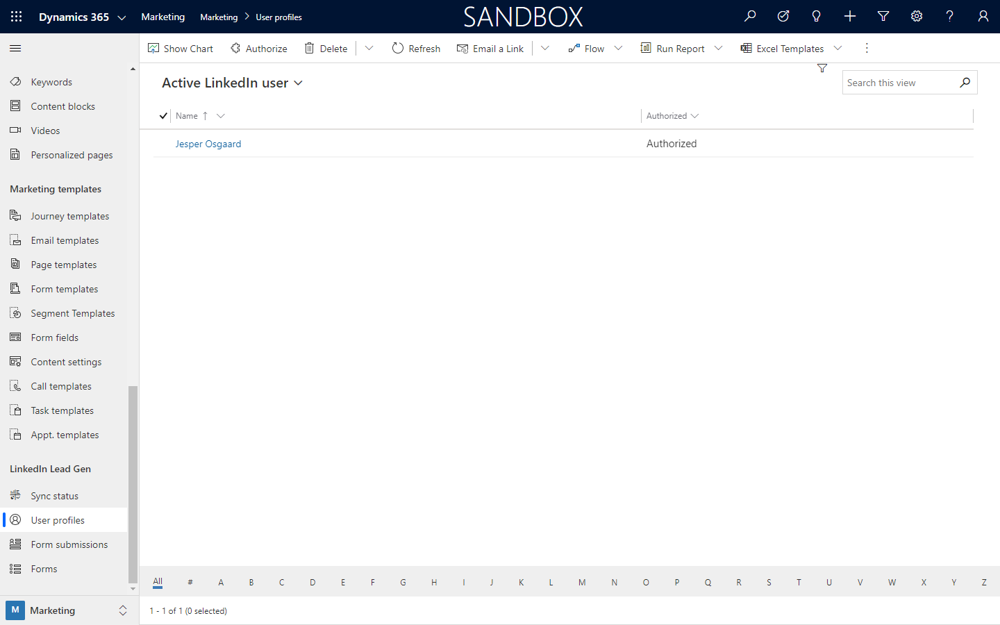 Dynamics 365 Marketing Marketing > User profiles SANDBOX ?
Show Chart Authorize Delete Refresh Email a Link Flow Run Report Excel Templates
Active LinkedIn user
Search this view
Name ↑ Authorized
Jesper Osgaard Authorized
Keywords
Content blocks
Videos
Personalized pages
Marketing templates
Journey templates
Email templates
Page templates
Form templates
Segment Templates
Form fields
Content settings
Call templates
Task templates
Appt. templates
LinkedIn Lead Gen
Sync status
User profiles
Form submissions
Forms
M Marketing
All # A B C D E F G H I J K L M N O P Q R S T U V W X Y Z
1 - 1 of 1 (0 selected)